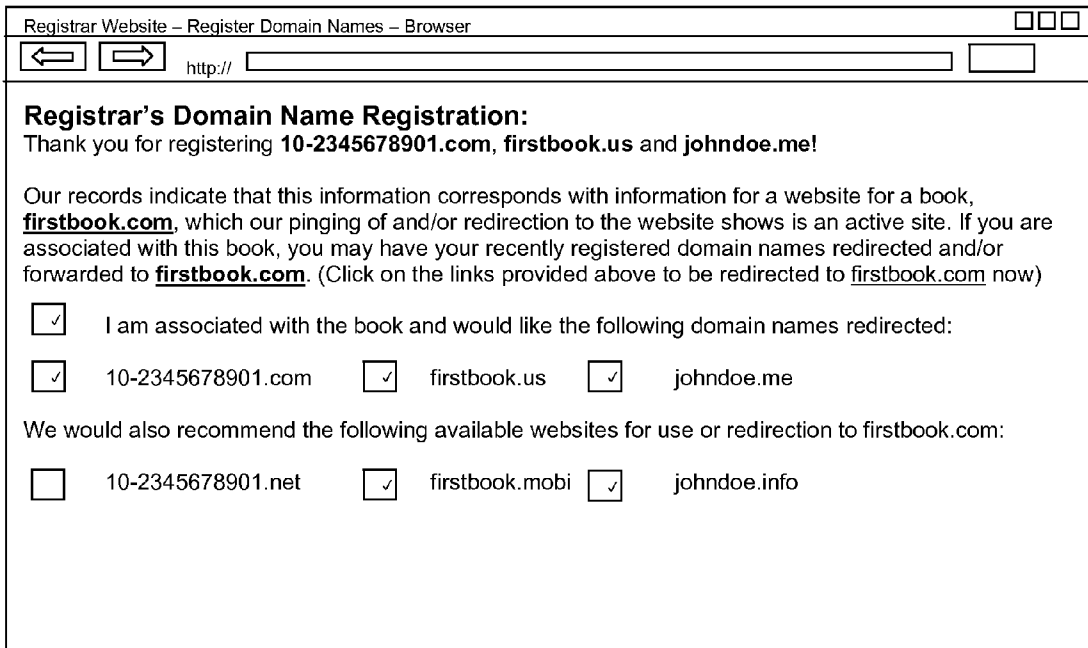 Registrar Website – Register Domain Names – Browser
http://
Registrar's Domain Name Registration:
Thank you for registering 10-2345678901.com, firstbook.us and johndoe.me!
Our records indicate that this information corresponds with information for a website for a book,
firstbook.com, which our pinging of and/or redirection to the website shows is an active site. If you are
associated with this book, you may have your recently registered domain names redirected and/or
forwarded to firstbook.com. (Click on the links provided above to be redirected to firstbook.com now)
✓ I am associated with the book and would like the following domain names redirected:
✓ 10-2345678901.com ✓ firstbook.us ✓ johndoe.me
We would also recommend the following available websites for use or redirection to firstbook.com:
10-2345678901.net ✓ firstbook.mobi ✓ johndoe.info